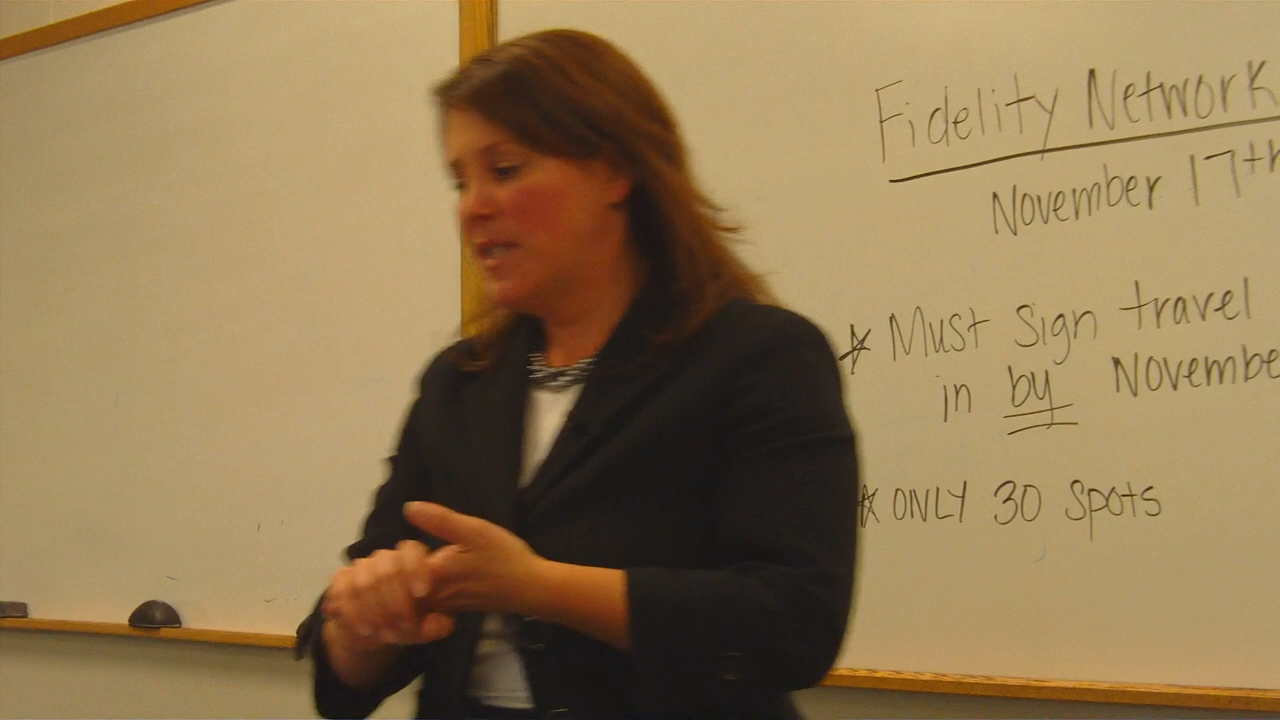 Fidelity Network
November 17th
* Must sign travel
in by November
* ONLY 30 Spots